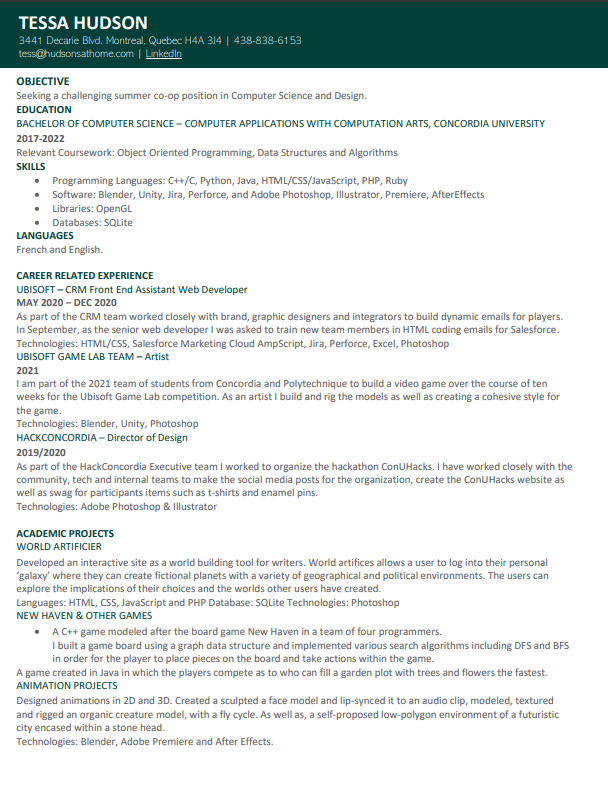 TESSA HUDSON
3441 Decarie Blvd. Montreal, Quebec H4A 3J4 | 438-838-6153
tess@hudsonsathome.com | LinkedIn
OBJECTIVE
Seeking a challenging summer co-op position in Computer Science and Design.
EDUCATION
BACHELOR OF COMPUTER SCIENCE – COMPUTER APPLICATIONS WITH COMPUTATION ARTS, CONCORDIA UNIVERSITY
2017-2022
Relevant Coursework: Object Oriented Programming, Data Structures and Algorithms
SKILLS
• Programming Languages: C++/C, Python, Java, HTML/CSS/JavaScript, PHP, Ruby
• Software: Blender, Unity, Jira, Perforce, and Adobe Photoshop, Illustrator, Premiere, AfterEffects
• Libraries: OpenGL
• Databases: SQLite
LANGUAGES
French and English.
CAREER RELATED EXPERIENCE
UBISOFT – CRM Front End Assistant Web Developer
MAY 2020 – DEC 2020
As part of the CRM team worked closely with brand, graphic designers and integrators to build dynamic emails for players.
In September, as the senior web developer I was asked to train new team members in HTML coding emails for Salesforce.
Technologies: HTML/CSS, Salesforce Marketing Cloud AmpScript, Jira, Perforce, Excel, Photoshop
UBISOFT GAME LAB TEAM – Artist
2021
I am part of the 2021 team of students from Concordia and Polytechnique to build a video game over the course of ten
weeks for the Ubisoft Game Lab competition. As an artist I build and rig the models as well as creating a cohesive style for
the game.
Technologies: Blender, Unity, Photoshop
HACKCONCORDIA – Director of Design
2019/2020
As part of the HackConcordia Executive team I worked to organize the hackathon ConUHacks. I have worked closely with the
community, tech and internal teams to make the social media posts for the organization, create the ConUHacks website as
well as swag for participants items such as t-shirts and enamel pins.
Technologies: Adobe Photoshop & Illustrator
ACADEMIC PROJECTS
WORLD ARTIFICIER
Developed an interactive site as a world building tool for writers. World artifices allows a user to log into their personal
‘galaxy’ where they can create fictional planets with a variety of geographical and political environments. The users can
explore the implications of their choices and the worlds other users have created.
Languages: HTML, CSS, JavaScript and PHP Database: SQLite Technologies: Photoshop
NEW HAVEN & OTHER GAMES
• A C++ game modeled after the board game New Haven in a team of four programmers.
I built a game board using a graph data structure and implemented various search algorithms including DFS and BFS
in order for the player to place pieces on the board and take actions within the game.
A game created in Java in which the players compete as to who can fill a garden plot with trees and flowers the fastest.
ANIMATION PROJECTS
Designed animations in 2D and 3D. Created a sculpted a face model and lip-synced it to an audio clip, modeled, textured
and rigged an organic creature model, with a fly cycle. As well as, a self-proposed low-polygon environment of a futuristic
city encased within a stone head.
Technologies: Blender, Adobe Premiere and After Effects.